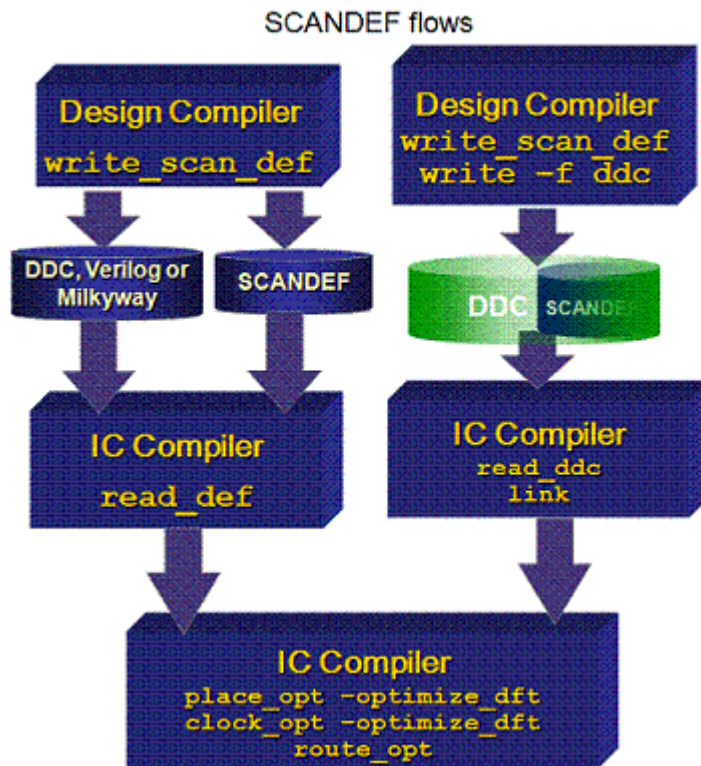 SCANDEF flows
Design Compiler
write_scan_def
DDC, Verilog or
Milkyway
SCANDEF
IC Compiler
read_def
Design Compiler
write_scan_def
write -f ddc
DDC
SCANDEF
IC Compiler
read_ddc
link
IC Compiler
place_opt -optimize_dft
clock_opt -optimize_dft
route_opt